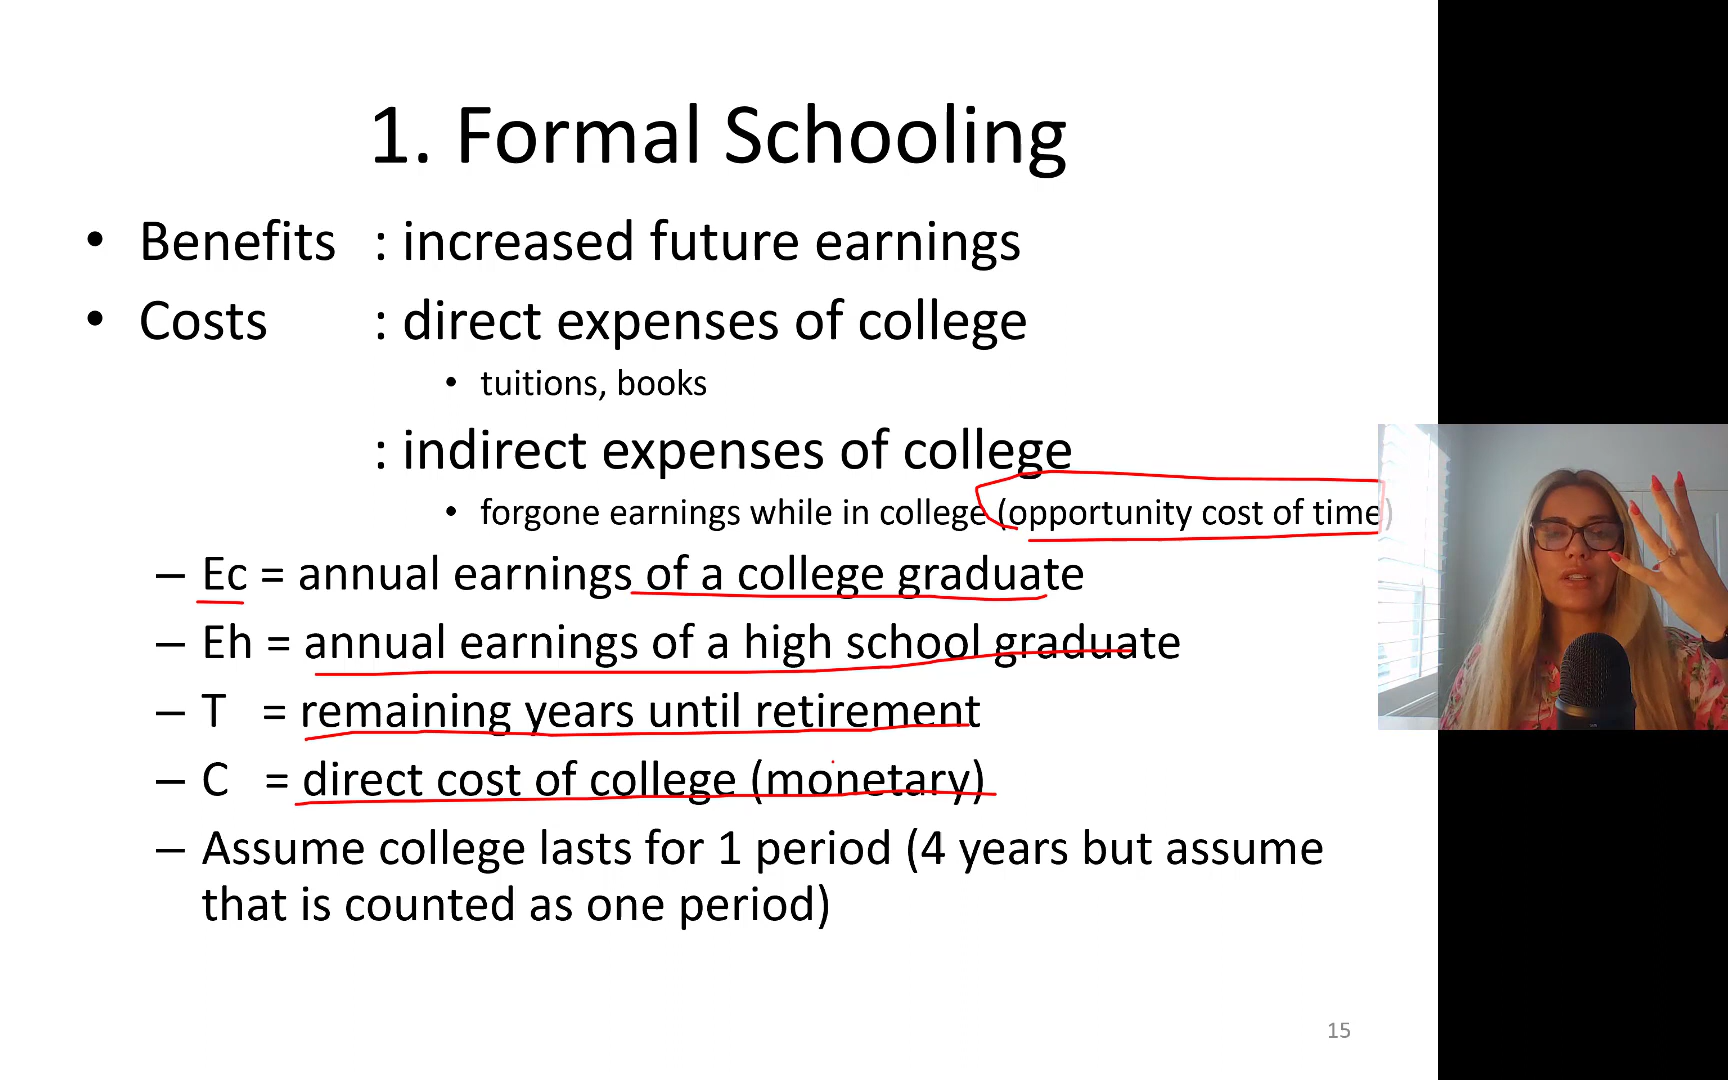 1. Formal Schooling
• Benefits : increased future earnings
• Costs : direct expenses of college
• tuitions, books
: indirect expenses of college
• forgone earnings while in college (opportunity cost of time)
– Ec = annual earnings of a college graduate
– Eh = annual earnings of a high school graduate
– T = remaining years until retirement
– C = direct cost of college (monetary)
– Assume college lasts for 1 period (4 years but assume
that is counted as one period)
15